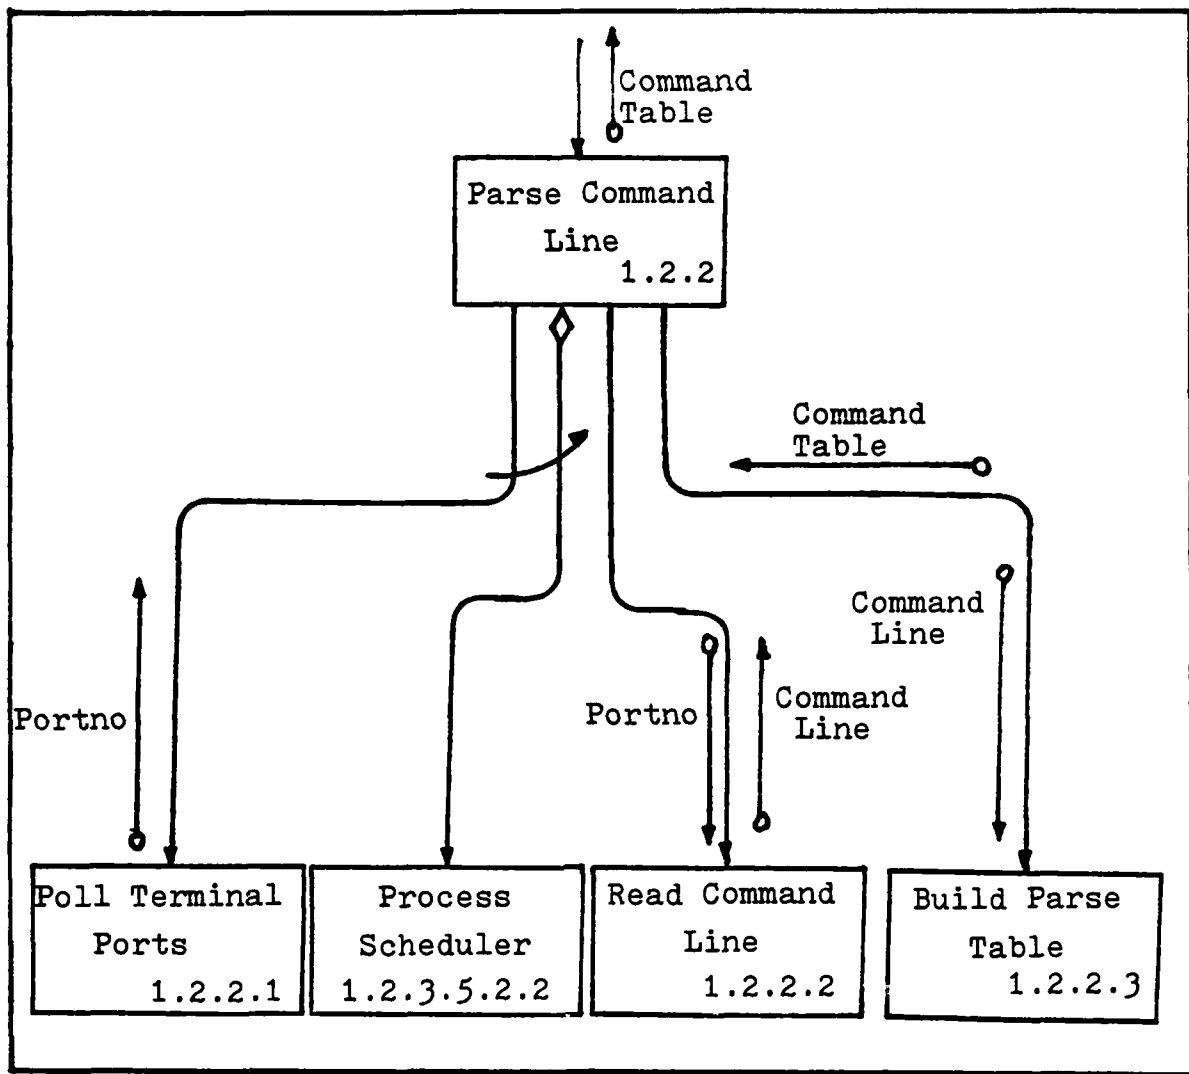 Command
Table
Parse Command
Line
1.2.2
Command
Table
Command
Line
Portno
Portno
Command
Line
Poll Terminal
Ports
1.2.2.1
Process
Scheduler
1.2.3.5.2.2
Read Command
Line
1.2.2.2
Build Parse
Table
1.2.2.3